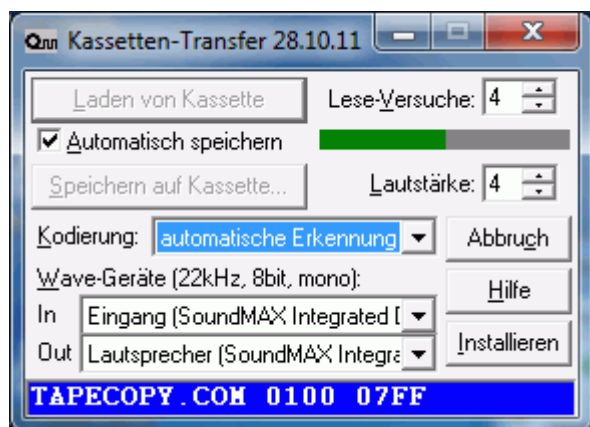 Kassetten-Transfer 28.10.11
Laden von Kassette
Lese-Versuche: 4
Automatisch speichern
Speichern auf Kassette...
Lautstärke: 4
Kodierung: automatische Erkennung
Abbruch
Wave-Geräte (22kHz, 8bit, mono):
Hilfe
In Eingang (SoundMAX Integrated D
Out Lautsprecher (SoundMAX Integra
Installieren
TAPECOPY.COM 0100 07FF